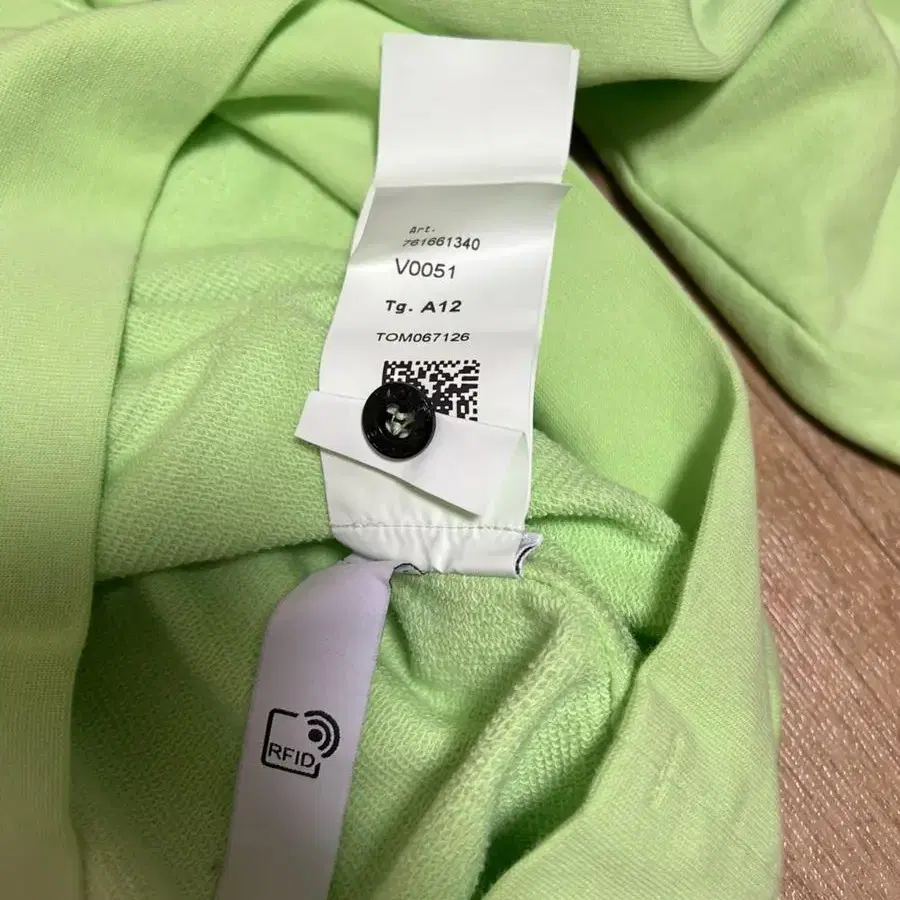 Art.
761661340
V0051
Tg. A12
TOM067126
RFID